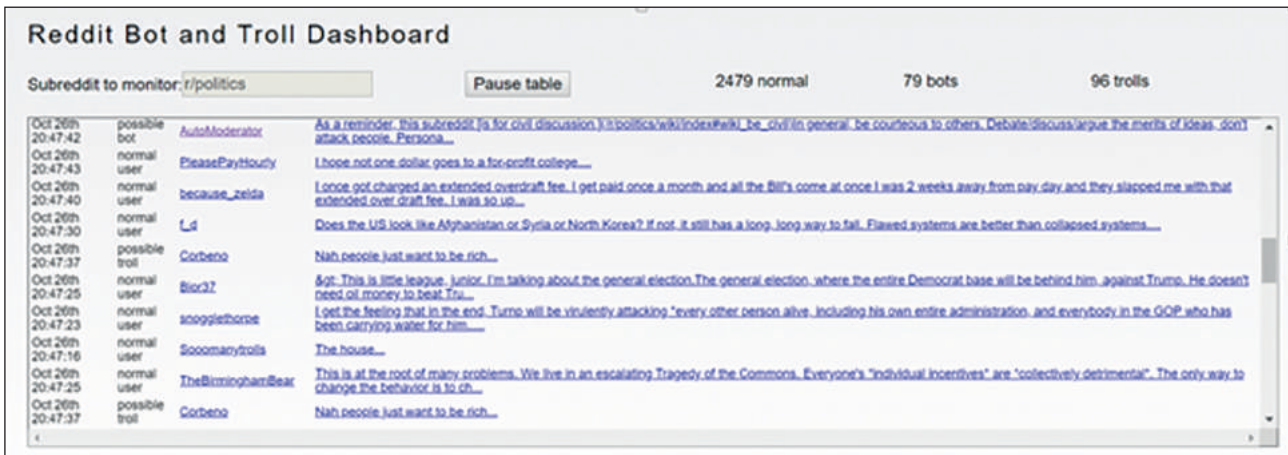 Reddit Bot and Troll Dashboard
Subreddit to monitor: r/politics Pause table 2479 normal 79 bots 96 trolls
Oct 26th possible AutoModerator As a reminder, this subreddit [is for civil discussion.](/r/politics/wiki/index#wiki_be_civil)In general, be courteous to others. Debate/discuss/argue the merits of ideas, don't
20:47:42 bot attack people. Persona...
Oct 26th normal PleasePayHourly I hope not one dollar goes to a for-profit college....
20:47:43 user
Oct 26th normal because_zelda I once got charged an extended overdraft fee. I get paid once a month and all the Bill's come at once I was 2 weeks away from pay day and they slapped me with that
20:47:40 user extended over draft fee. I was so up...
Oct 26th normal f_d Does the US look like Afghanistan or Syria or North Korea? If not, it still has a long, long way to fall. Flawed systems are better than collapsed systems....
20:47:30 user
Oct 26th possible Corbeno Nah people just want to be rich...
20:47:37 troll
Oct 26th normal Bior37 &gt; This is little league, junior. I'm talking about the general election.The general election, where the entire Democrat base will be behind him, against Trump. He doesn't
20:47:25 user need oil money to beat Tru...
Oct 26th normal snogglethorpe I get the feeling that in the end, Turnp will be virulently attacking *every other person alive, including his own entire administration, and everybody in the GOP who has
20:47:23 user been carrying water for him.....
Oct 26th normal Sooomanytrolls The house...
20:47:16 user
Oct 26th normal TheBirminghamBear This is at the root of many problems. We live in an escalating Tragedy of the Commons. Everyone's "individual incentives" are "collectively detrimental". The only way to
20:47:25 user change the behavior is to ch...
Oct 26th possible Corbeno Nah people just want to be rich...
20:47:37 troll